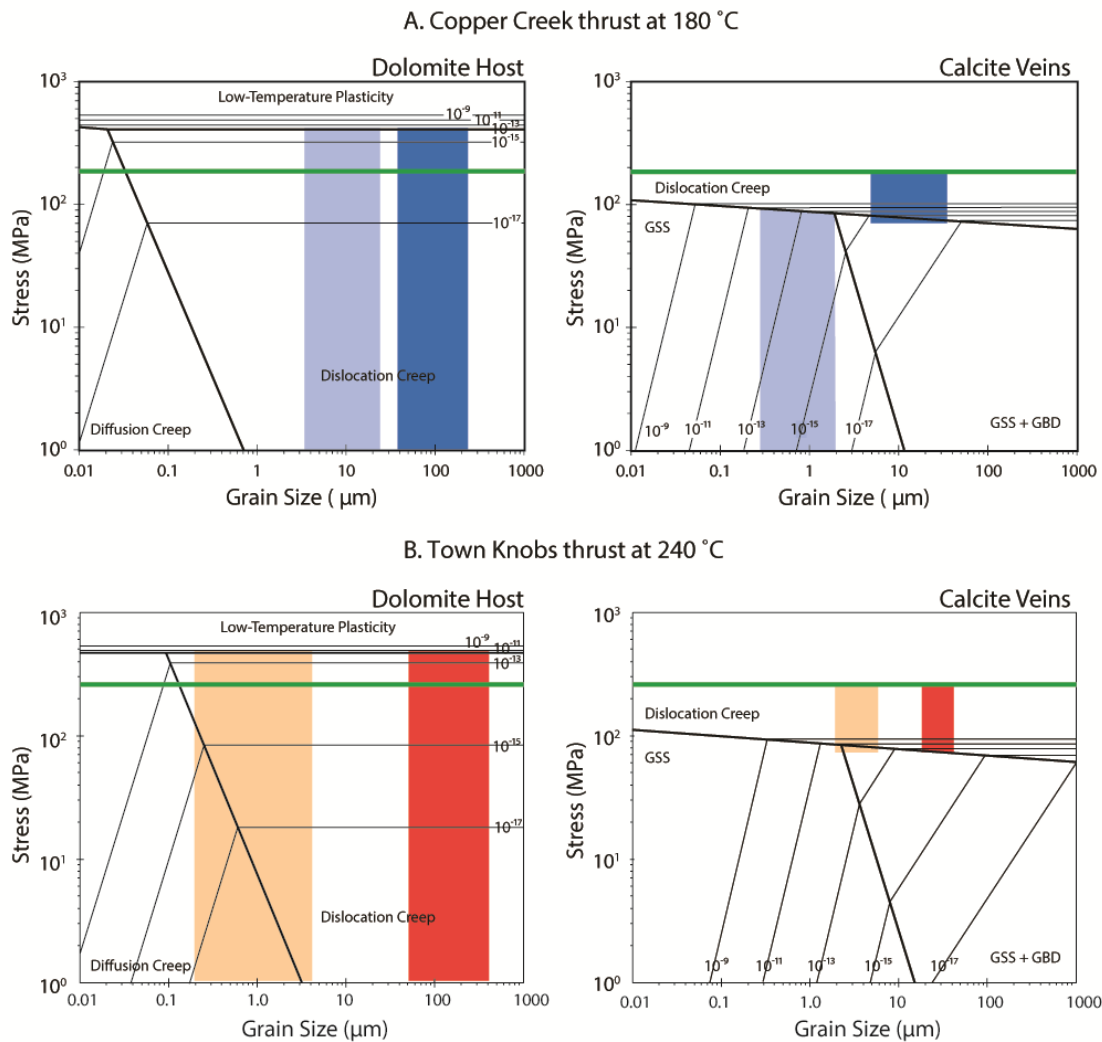 A. Copper Creek thrust at 180 ˚C
Dolomite Host
Calcite Veins
10³
10³
Low-Temperature Plasticity
10⁻⁹
10⁻¹¹
10⁻¹³
10⁻¹⁵
Stress (MPa)
10²
10⁻¹⁷
Stress (MPa)
10²
Dislocation Creep
GSS
10¹
10¹
Dislocation Creep
Diffusion Creep
10⁻⁹
10⁻¹¹
10⁻¹³
10⁻¹⁵
10⁻¹⁷
GSS + GBD
10⁰
10⁰
0.01 0.1 1 10 100 1000
0.01 0.1 1 10 100 1000
Grain Size ( µm)
Grain Size ( µm)
B. Town Knobs thrust at 240 ˚C
Dolomite Host
Calcite Veins
10³
10³
Low-Temperature Plasticity
10⁻⁹
10⁻¹¹
10⁻¹³
10⁻¹⁵
10⁻¹⁷
Stress (MPa)
10²
Stress (MPa)
10²
Dislocation Creep
GSS
10¹
10¹
Dislocation Creep
Diffusion Creep
10⁻⁹
10⁻¹¹
10⁻¹³
10⁻¹⁵
10⁻¹⁷
GSS + GBD
10⁰
10⁰
0.01 0.1 1.0 10 100 1000
0.01 0.1 1.0 10 100 1000
Grain Size (µm)
Grain Size (µm)